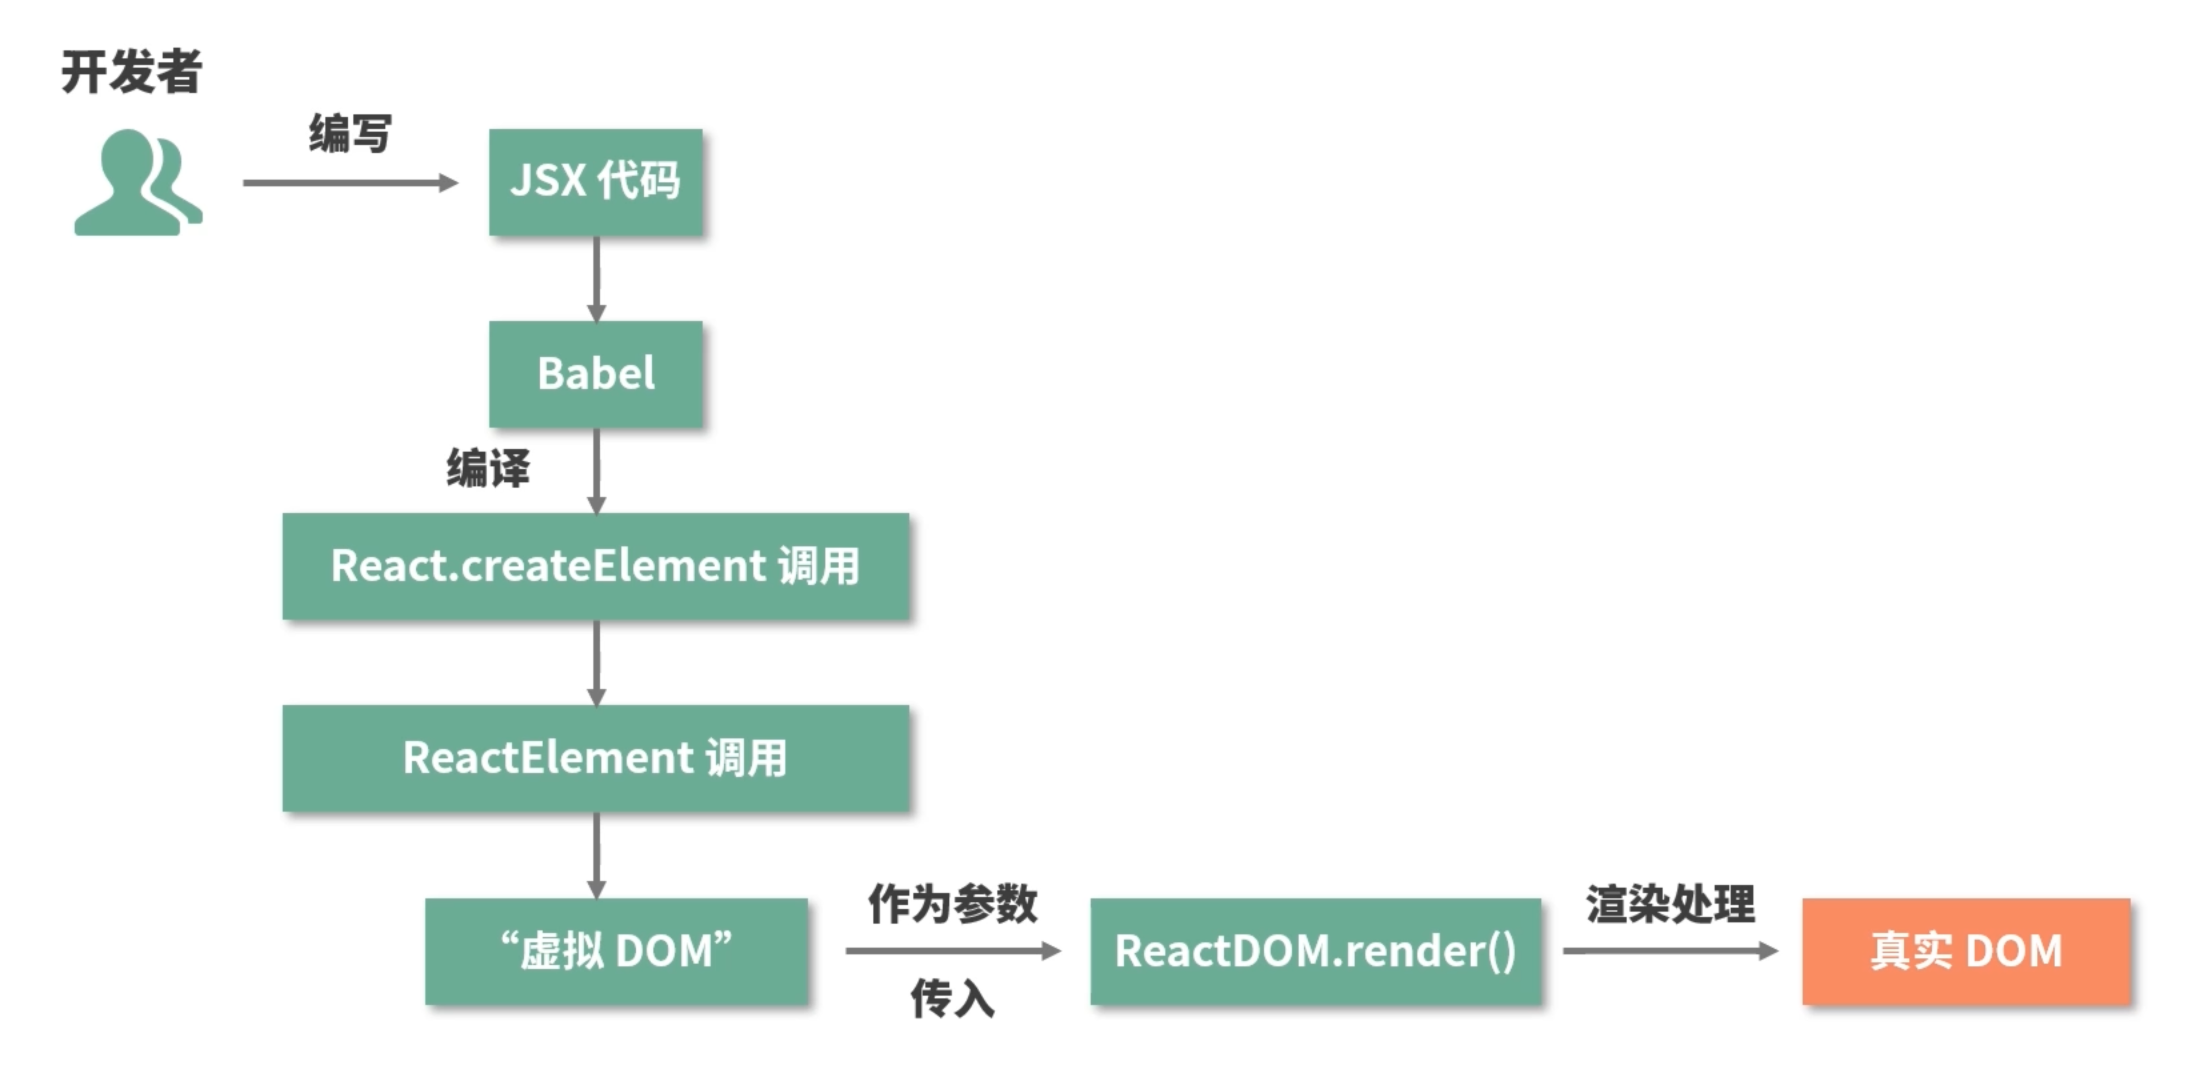 开发者
编写
JSX 代码
Babel
编译
React.createElement 调用
ReactElement 调用
“虚拟 DOM”
作为参数
传入
ReactDOM.render()
渲染处理
真实 DOM